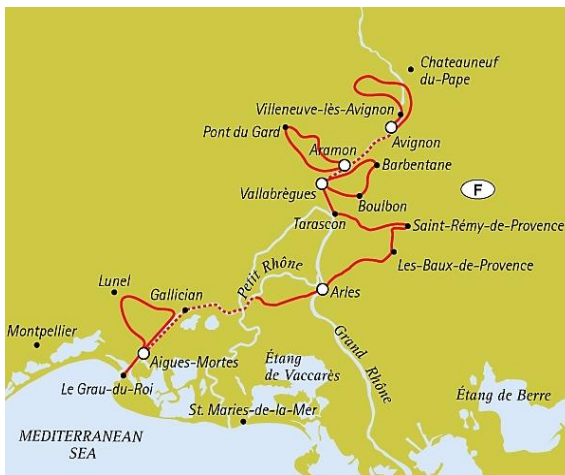 Chateauneuf
du-Pape
Villeneuve-lès-Avignon
Pont du Gard
Avignon
Aramon
Barbentane
Vallabrègues
F
Boulbon
Tarascon
Saint-Rémy-de-Provence
Petit Rhône
Les-Baux-de-Provence
Lunel
Gallician
Arles
Montpellier
Grand Rhône
Aigues-Mortes
Étang
de Vaccarès
Le Grau-du-Roi
Étang de Berre
St. Maries-de-la-Mer
MEDITERRANEAN
SEA